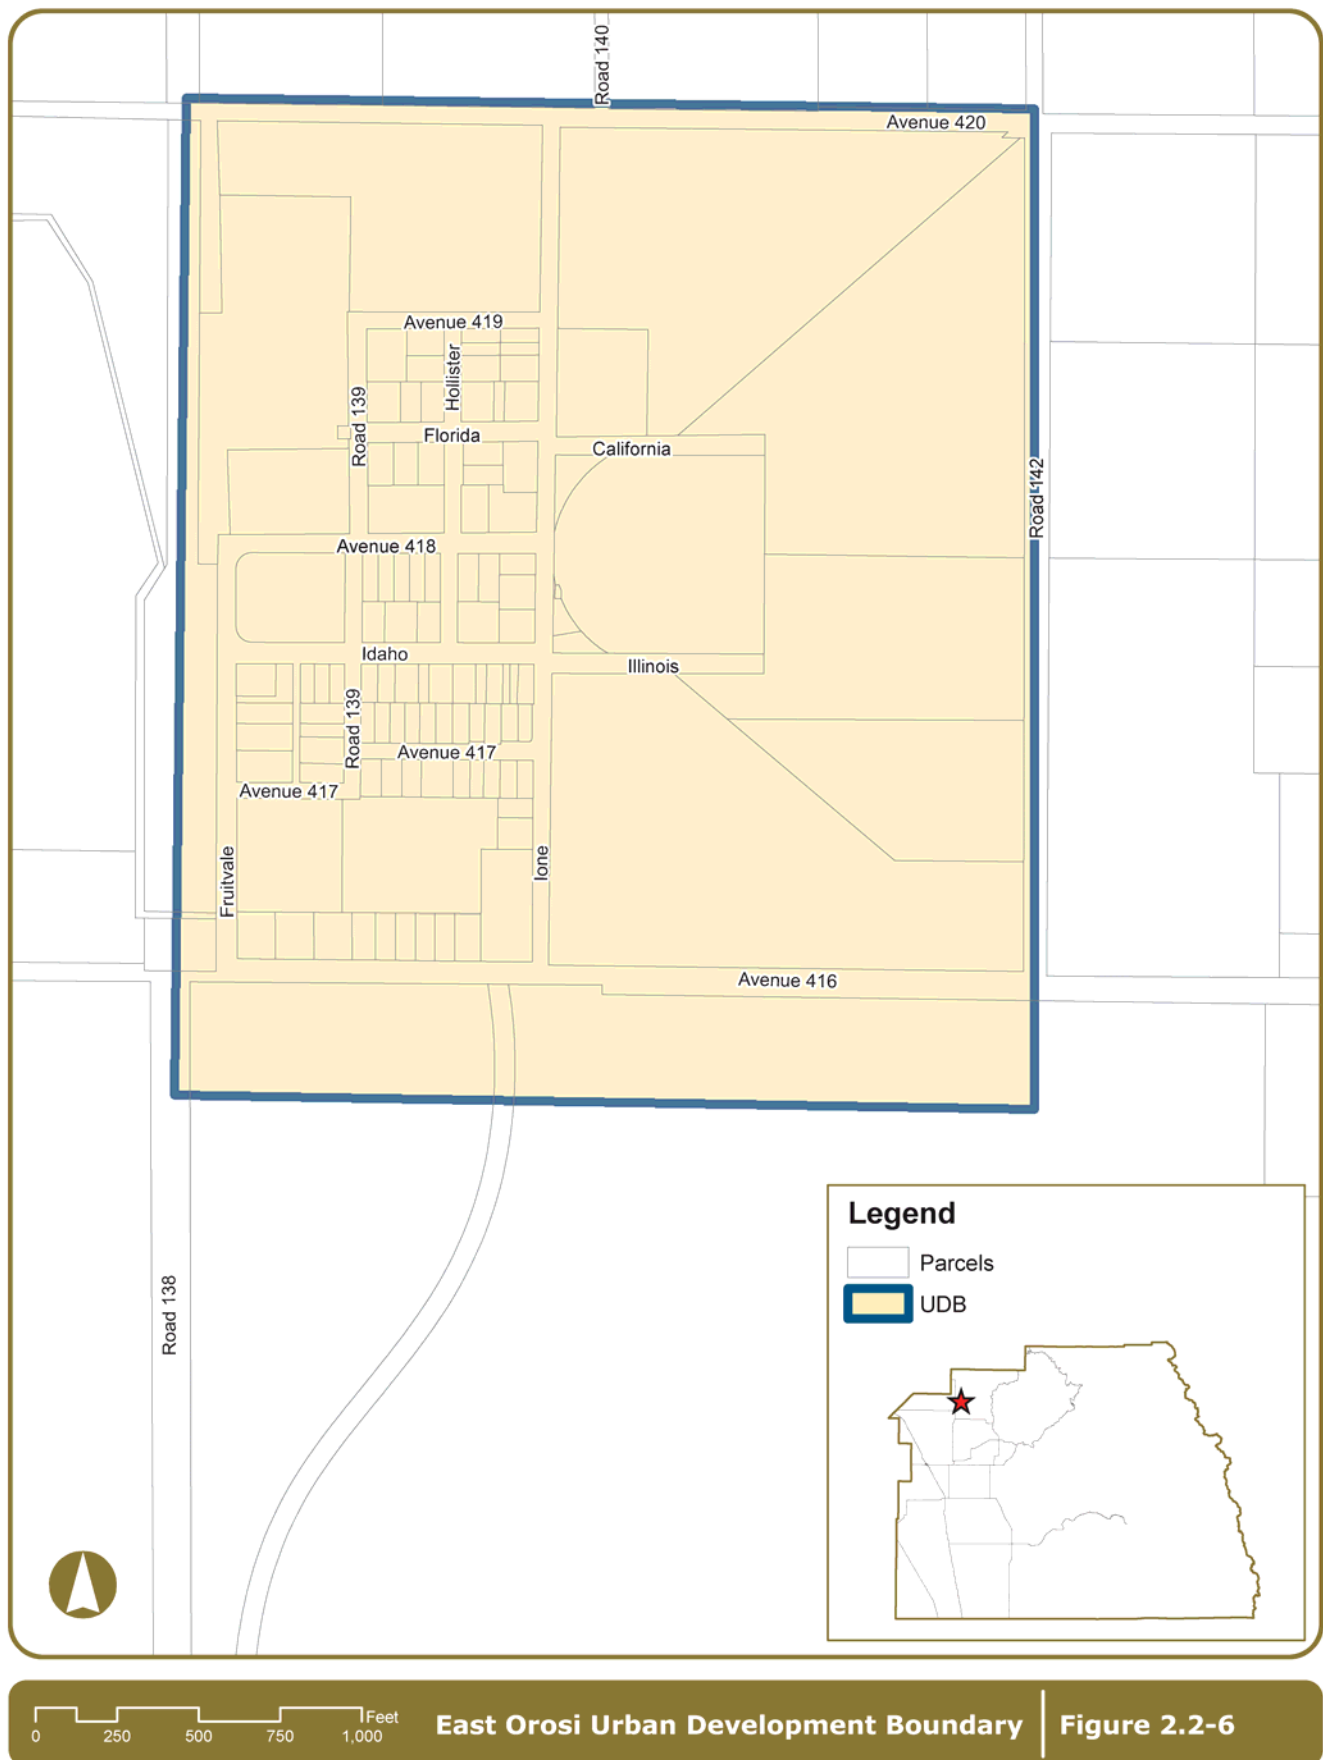 Road 140
Avenue 420
Avenue 419
Hollister
Road 139
Florida
California
Road 142
Avenue 418
Idaho
Illinois
Road 139
Avenue 417
Avenue 417
Fruitvale
Ione
Avenue 416
Road 138
Legend
Parcels
UDB
Feet
0 250 500 750 1,000
East Orosi Urban Development Boundary
Figure 2.2-6